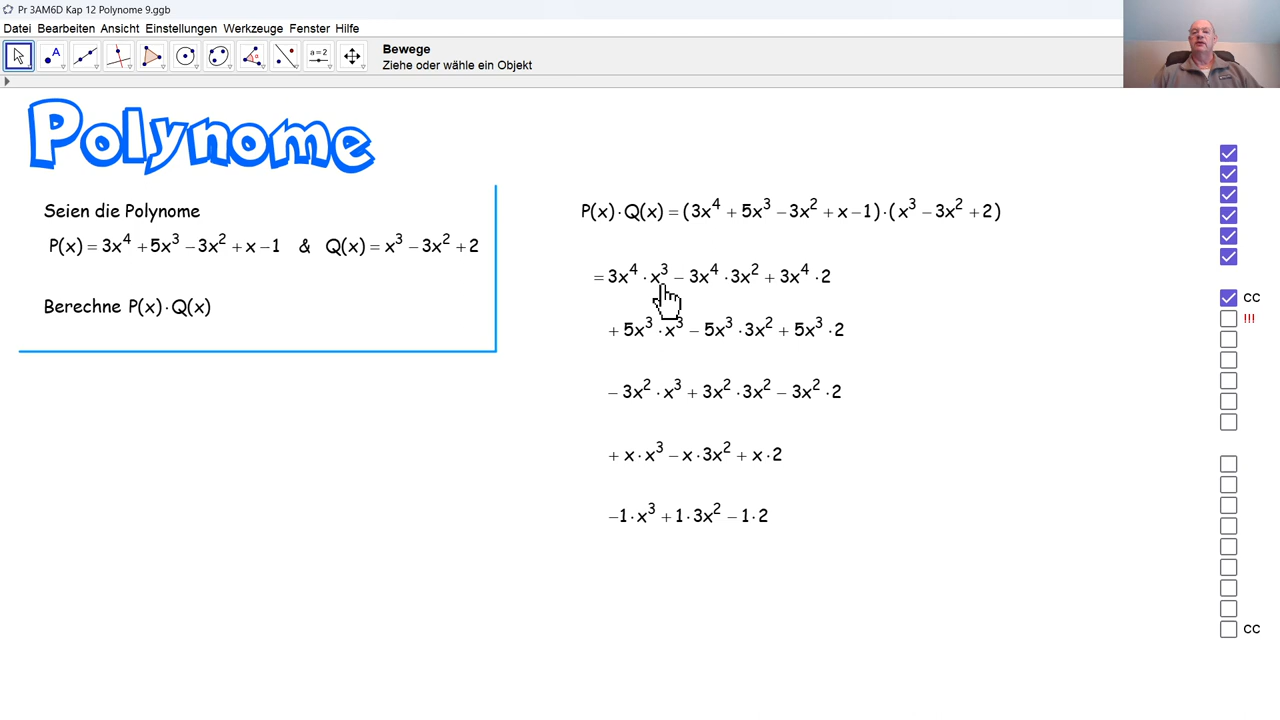 Pr 3AM6D Kap 12 Polynome 9.ggb
Datei Bearbeiten Ansicht Einstellungen Werkzeuge Fenster Hilfe
A a=2
Bewege
Ziehe oder wähle ein Objekt
Polynome
Seien die Polynome
P(x) = 3x⁴ + 5x³ − 3x² + x − 1 & Q(x) = x³ − 3x² + 2
Berechne P(x) · Q(x)
P(x) · Q(x) = (3x⁴ + 5x³ − 3x² + x − 1) · (x³ − 3x² + 2)
= 3x⁴ · x³ − 3x⁴ · 3x² + 3x⁴ · 2
+ 5x³ · x³ − 5x³ · 3x² + 5x³ · 2
− 3x² · x³ + 3x² · 3x² − 3x² · 2
+ x · x³ − x · 3x² + x · 2
−1 · x³ + 1 · 3x² − 1 · 2
CC
!!!
CC